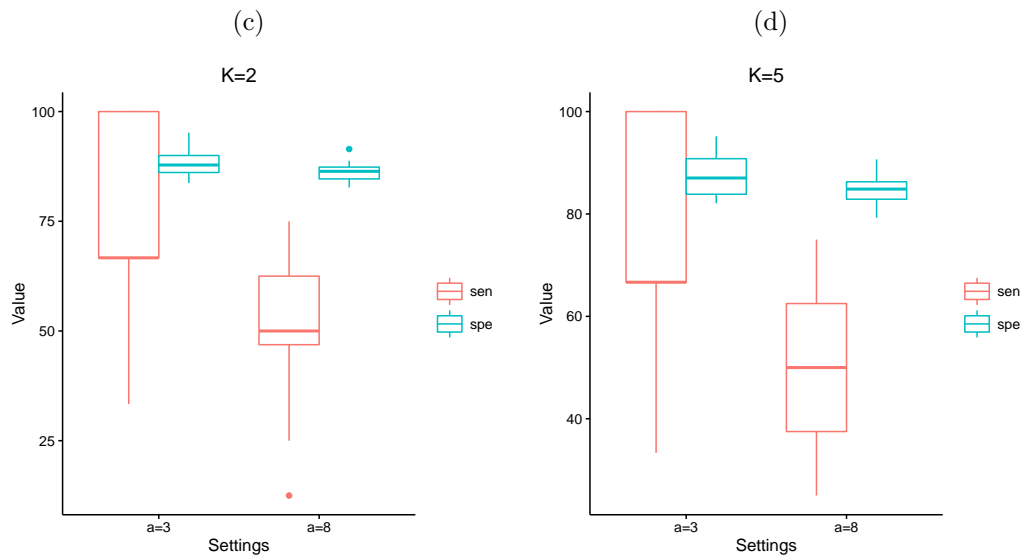 (c)
K=2
100
75
50
25
Value
a=3
a=8
Settings
sen
spe
(d)
K=5
100
80
60
40
Value
a=3
a=8
Settings
sen
spe